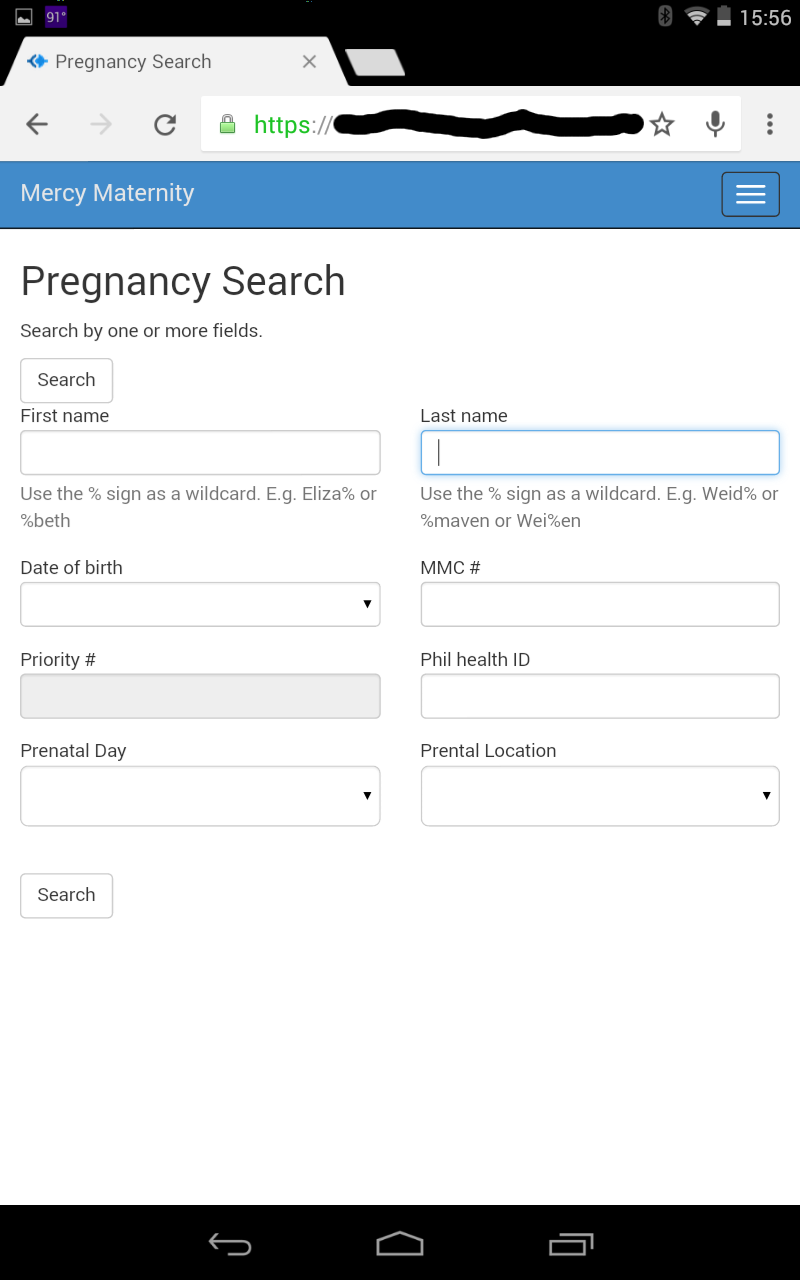 91°
15:56
Pregnancy Search
https://
Mercy Maternity
Pregnancy Search
Search by one or more fields.
Search
First name
Last name
Use the % sign as a wildcard. E.g. Eliza% or
%beth
Use the % sign as a wildcard. E.g. Weid% or
%maven or Wei%en
Date of birth
MMC #
Priority #
Phil health ID
Prenatal Day
Prental Location
Search